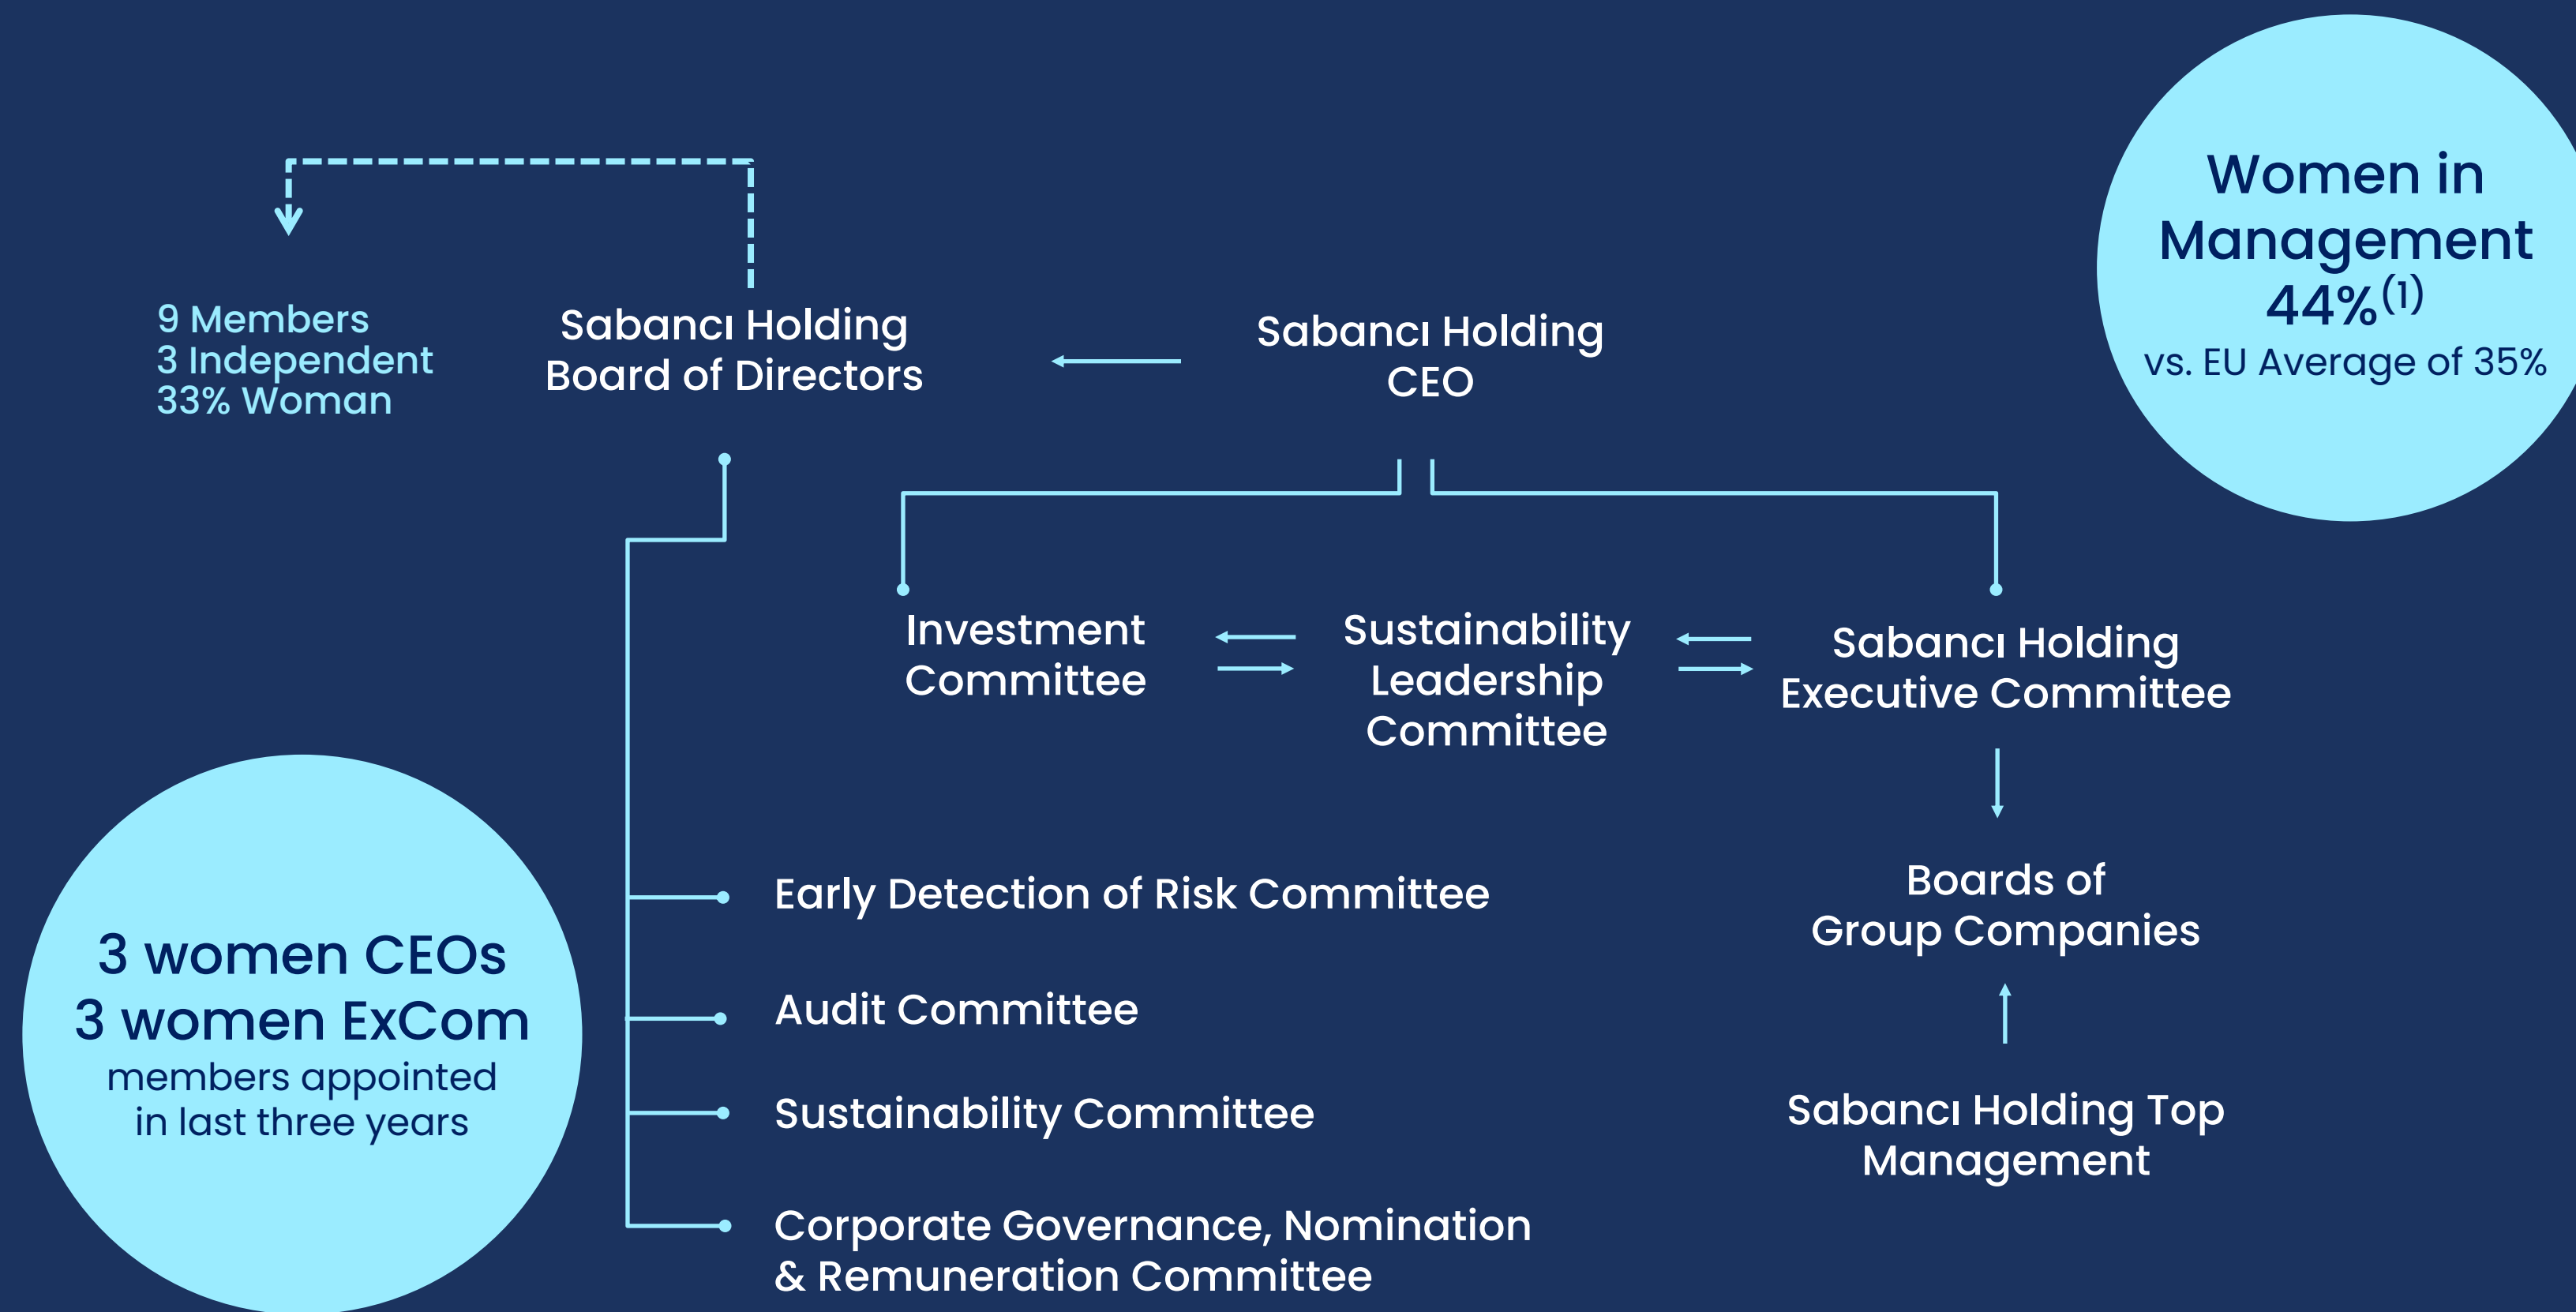 Women in
Management
44%(1)
vs. EU Average of 35%
9 Members
3 Independent
33% Woman
Sabancı Holding
Board of Directors
Sabancı Holding
CEO
Investment
Committee
Sustainability
Leadership
Committee
Sabancı Holding
Executive Committee
Boards of
Group Companies
Sabancı Holding Top
Management
Early Detection of Risk Committee
Audit Committee
Sustainability Committee
Corporate Governance, Nomination
& Remuneration Committee
3 women CEOs
3 women ExCom
members appointed
in last three years